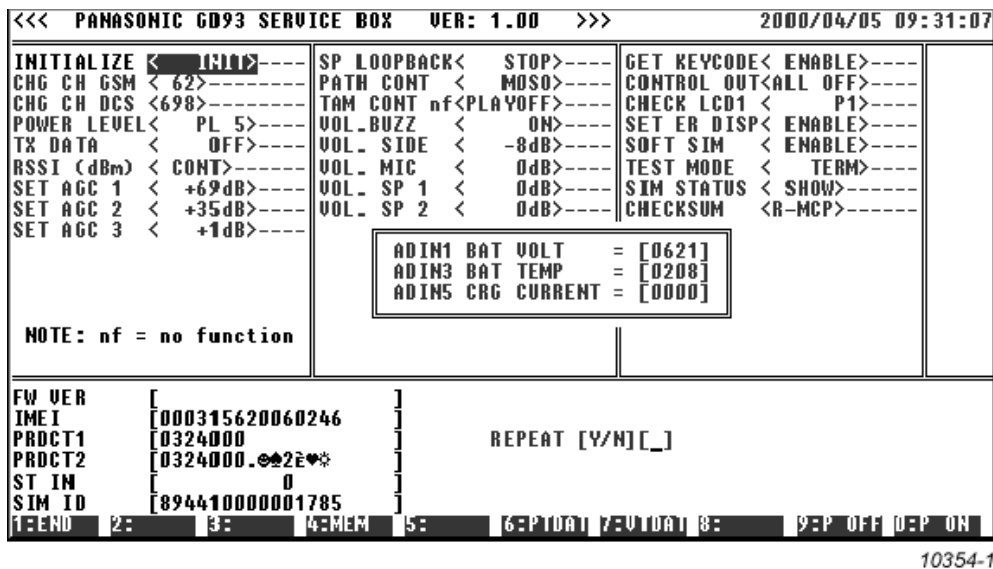 <<< PANASONIC GD93 SERVICE BOX VER: 1.00 >>> 2000/04/05 09:31:07
INITIALIZE < INIT>---- SP LOOPBACK< STOP>---- GET KEYCODE< ENABLE>----
CHG CH GSM < 62>--------- PATH CONT < MOSO>---- CONTROL OUT<ALL OFF>----
CHG CH DCS <698>--------- TAM CONT nf<PLAYOFF>---- CHECK LCD1 < P1>----
POWER LEVEL< PL 5>---- VOL.BUZZ < ON>---- SET ER DISP< ENABLE>----
TX DATA < OFF>---- VOL. SIDE < -8dB>---- SOFT SIM < ENABLE>----
RSSI (dBm) < CONT>------ VOL. MIC < 0dB>---- TEST MODE < TERM>----
SET AGC 1 < +69dB>---- VOL. SP 1 < 0dB>---- SIM STATUS < SHOW>------
SET AGC 2 < +35dB>---- VOL. SP 2 < 0dB>---- CHECKSUM <R-MCP>------
SET AGC 3 < +1dB>----
ADIN1 BAT VOLT = [0621]
ADIN3 BAT TEMP = [0208]
ADIN5 CRG CURRENT = [0000]
NOTE: nf = no function
FW VER [ ]
IMEI [000315620060246 ]
PRDCT1 [0324000 ] REPEAT [Y/N][_]
PRDCT2 [0324000.☻♠2è♥☼ ]
ST IN [ 0 ]
SIM ID [894410000001785 ]
1:END 2: 3: 4:MEM 5: 6:PTDAT 7:VTDAT 8: 9:P OFF 0:P ON
10354-1